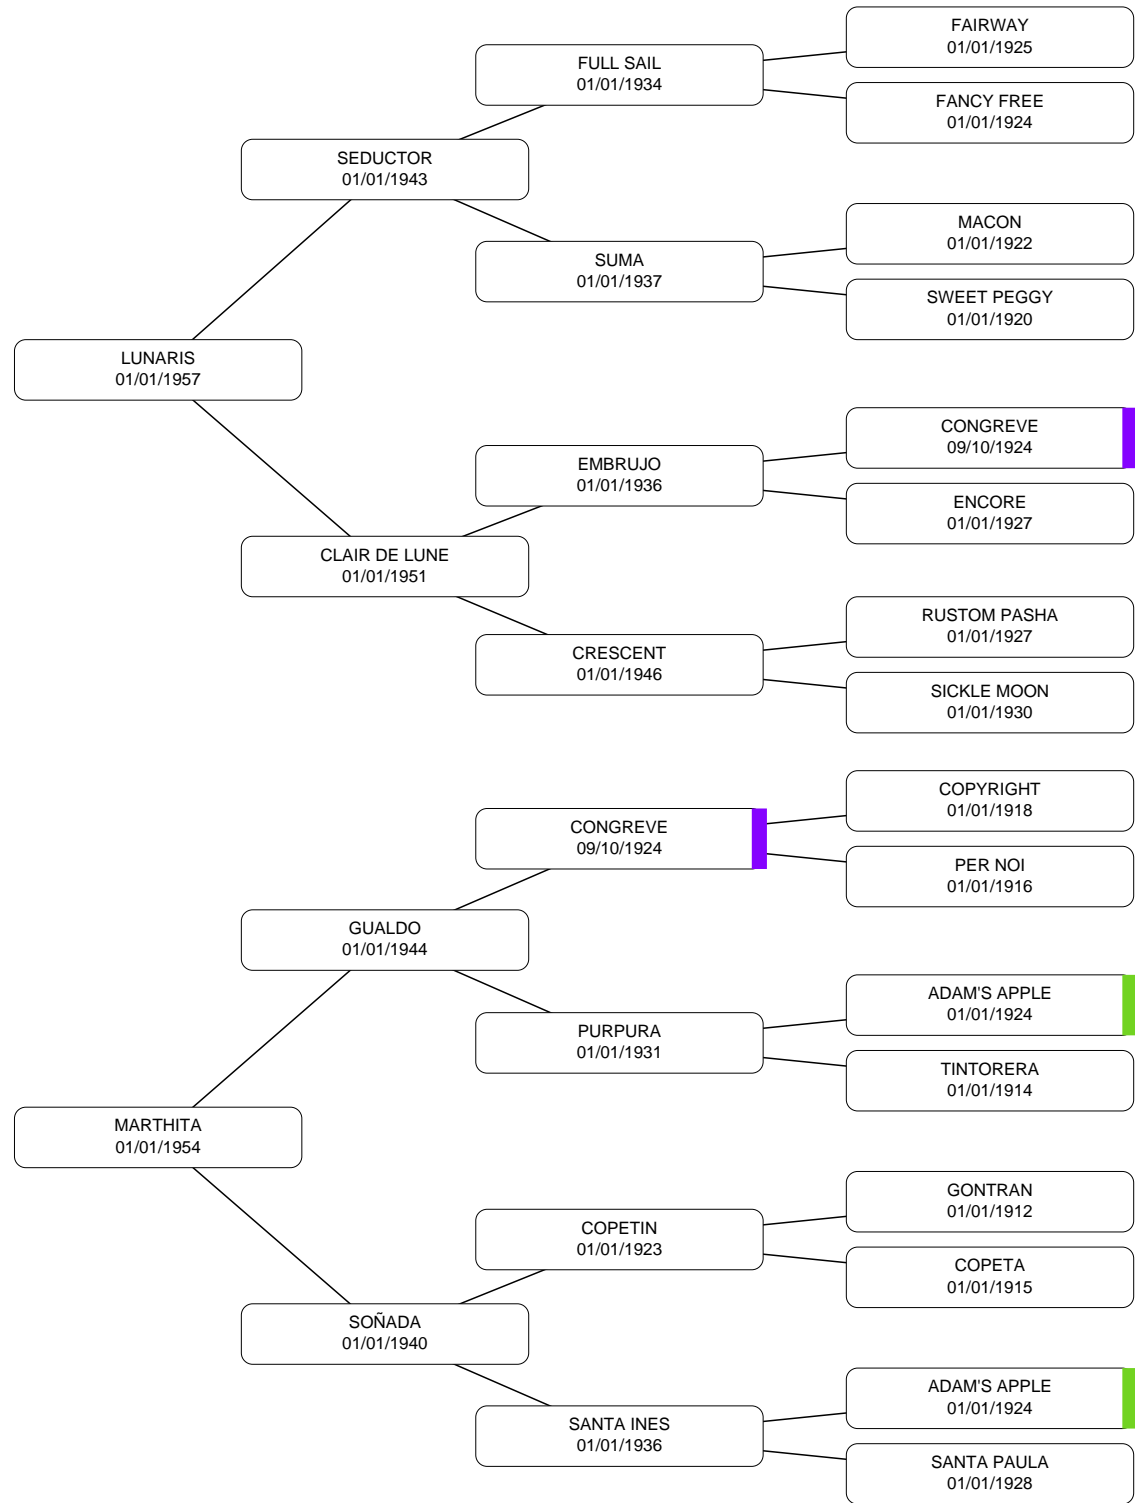 FAIRWAY
01/01/1925
FULL SAIL
01/01/1934
FANCY FREE
01/01/1924
SEDUCTOR
01/01/1943
MACON
01/01/1922
SUMA
01/01/1937
SWEET PEGGY
01/01/1920
LUNARIS
01/01/1957
CONGREVE
09/10/1924
EMBRUJO
01/01/1936
ENCORE
01/01/1927
CLAIR DE LUNE
01/01/1951
RUSTOM PASHA
01/01/1927
CRESCENT
01/01/1946
SICKLE MOON
01/01/1930
COPYRIGHT
01/01/1918
CONGREVE
09/10/1924
PER NOI
01/01/1916
GUALDO
01/01/1944
ADAM'S APPLE
01/01/1924
PURPURA
01/01/1931
TINTORERA
01/01/1914
MARTHITA
01/01/1954
GONTRAN
01/01/1912
COPETIN
01/01/1923
COPETA
01/01/1915
SOÑADA
01/01/1940
ADAM'S APPLE
01/01/1924
SANTA INES
01/01/1936
SANTA PAULA
01/01/1928